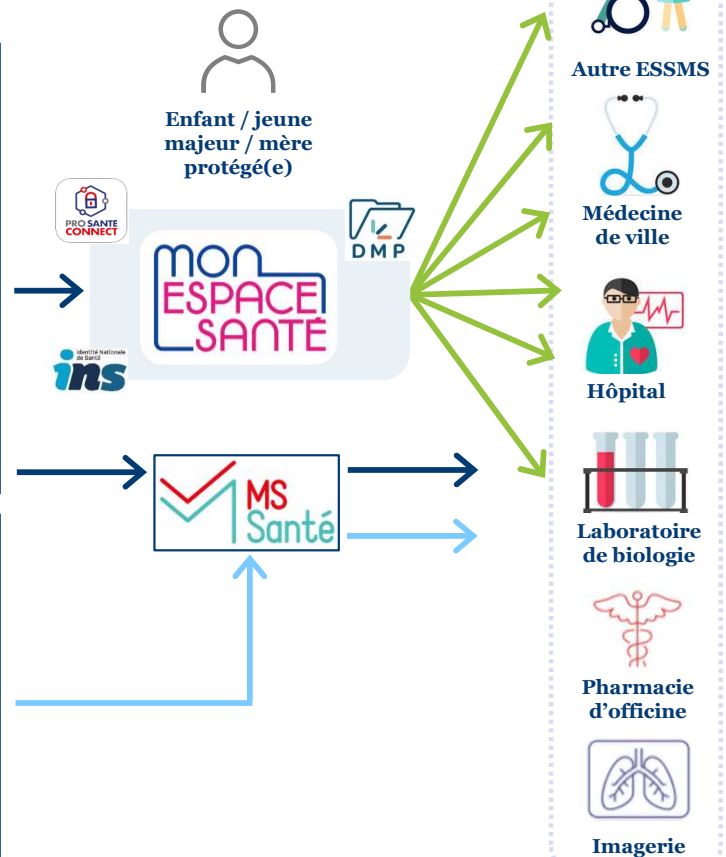 Enfant / jeune
majeur / mère
protégé(e)
PRO SANTE
CONNECT
DMP
mon
ESPACE
SANTÉ
Identité Nationale
de Santé
ins
MS
Santé
Autre ESSMS
Médecine
de ville
Hôpital
Laboratoire
de biologie
Pharmacie
d’officine
Imagerie